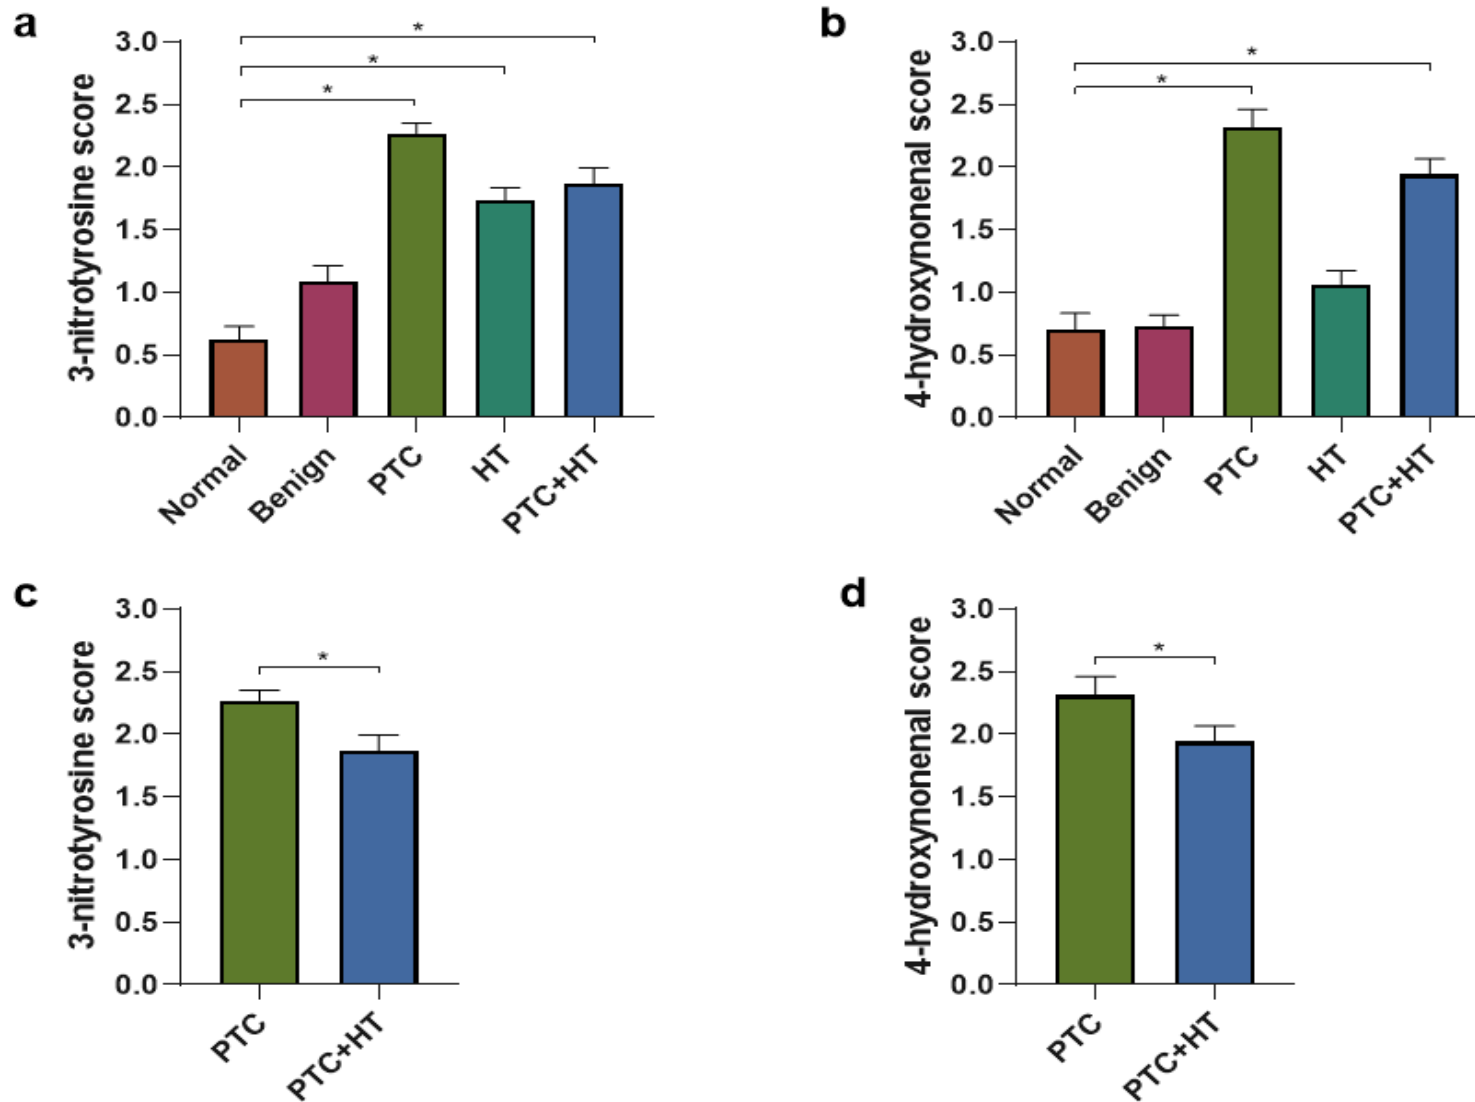 a
3-nitrotyrosine score
3.0
2.5
2.0
1.5
1.0
0.5
0.0
*
*
*
Normal
Benign
PTC
HT
PTC+HT
b
4-hydroxynonenal score
3.0
2.5
2.0
1.5
1.0
0.5
0.0
*
*
Normal
Benign
PTC
HT
PTC+HT
c
3-nitrotyrosine score
3.0
2.5
2.0
1.5
1.0
0.5
0.0
*
PTC
PTC+HT
d
4-hydroxynonenal score
3.0
2.5
2.0
1.5
1.0
0.5
0.0
*
PTC
PTC+HT